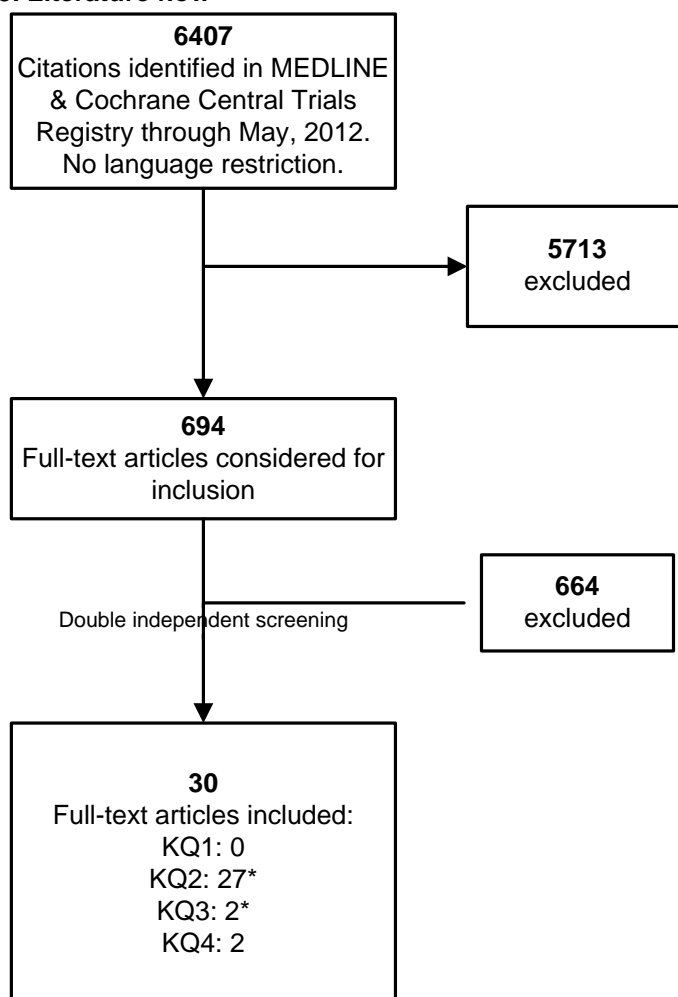 6407
Citations identified in MEDLINE
& Cochrane Central Trials
Registry through May, 2012.
No language restriction.
5713
excluded
694
Full-text articles considered for
inclusion
664
excluded
Double independent screening
30
Full-text articles included:
KQ1: 0
KQ2: 27*
KQ3: 2*
KQ4: 2